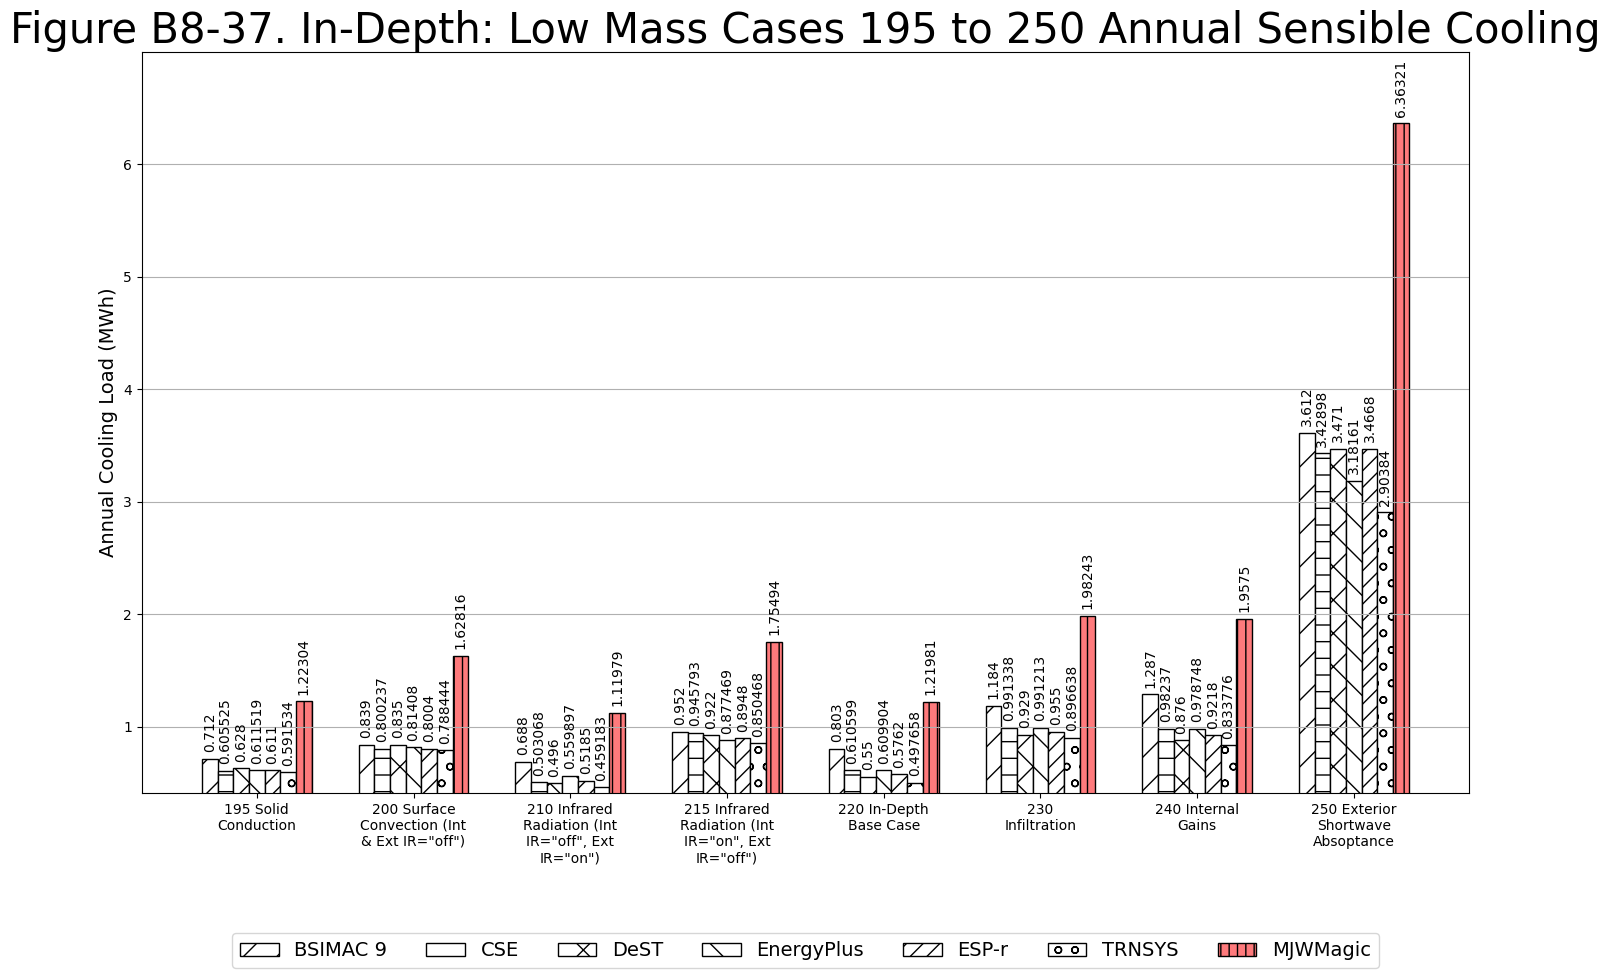 Figure B8-37. In-Depth: Low Mass Cases 195 to 250 Annual Sensible Cooling
Annual Cooling Load (MWh)
6
5
4
3
2
1
0.712
0.605525
0.628
0.611519
0.611
0.591534
1.22304
0.839
0.800237
0.835
0.81408
0.8004
0.788444
1.62816
0.688
0.503068
0.496
0.559897
0.5185
0.459183
1.11979
0.952
0.945793
0.922
0.877469
0.8948
0.850468
1.75494
0.803
0.610599
0.55
0.609904
0.5762
0.497658
1.21981
1.184
0.991338
0.929
0.991213
0.955
0.896638
1.98243
1.287
0.98237
0.876
0.978748
0.9218
0.833776
1.9575
3.612
3.42898
3.471
3.18161
3.4668
2.90384
6.36321
195 Solid
Conduction
200 Surface
Convection (Int
& Ext IR="off")
210 Infrared
Radiation (Int
IR="off", Ext
IR="on")
215 Infrared
Radiation (Int
IR="on", Ext
IR="off")
220 In-Depth
Base Case
230
Infiltration
240 Internal
Gains
250 Exterior
Shortwave
Absoptance
BSIMAC 9
CSE
DeST
EnergyPlus
ESP-r
TRNSYS
MJWMagic